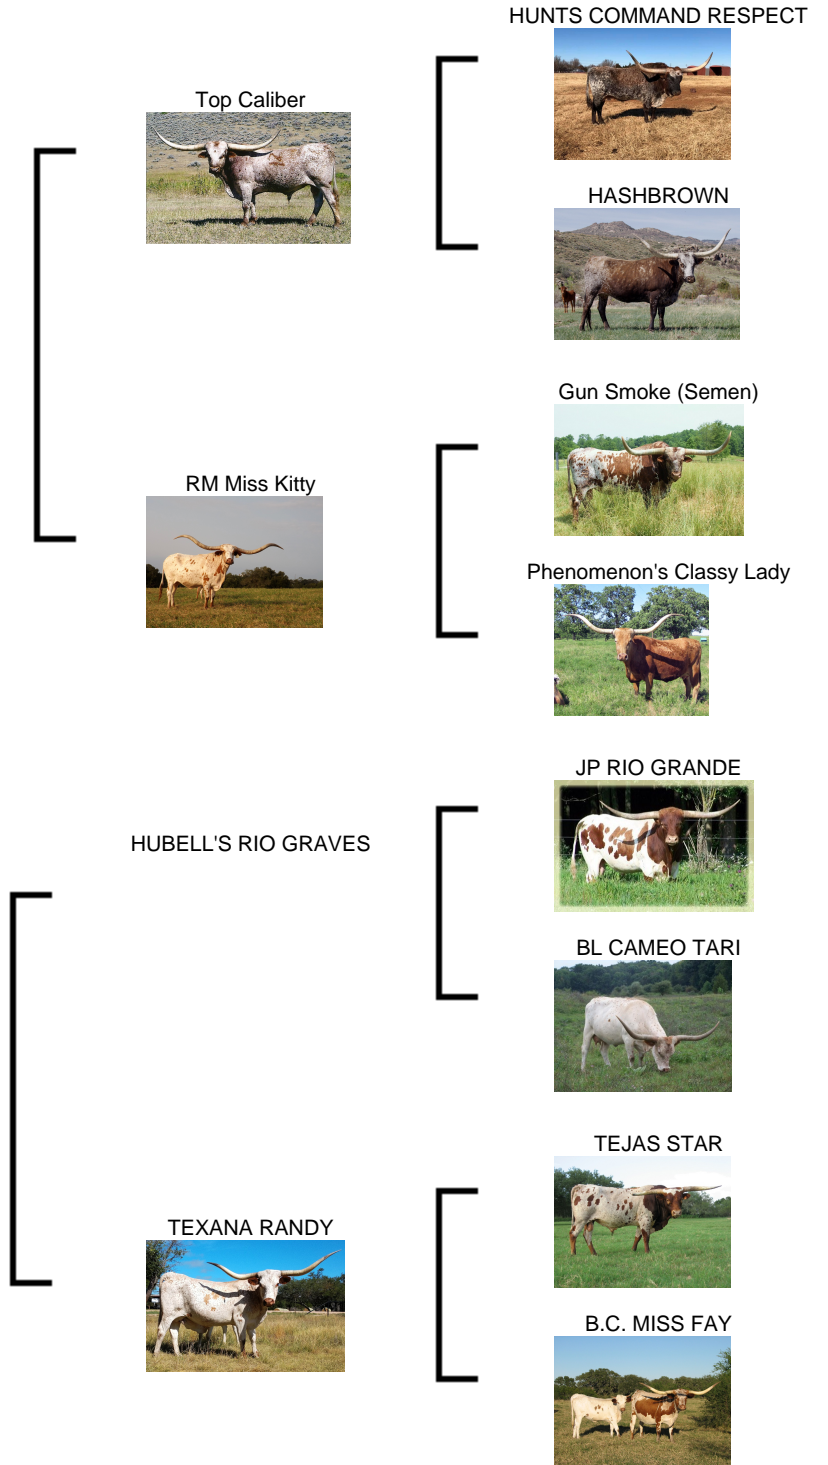 HUNTS COMMAND RESPECT
Top Caliber
HASHBROWN
Gun Smoke (Semen)
RM Miss Kitty
Phenomenon's Classy Lady
JP RIO GRANDE
HUBELL'S RIO GRAVES
BL CAMEO TARI
TEJAS STAR
TEXANA RANDY
B.C. MISS FAY